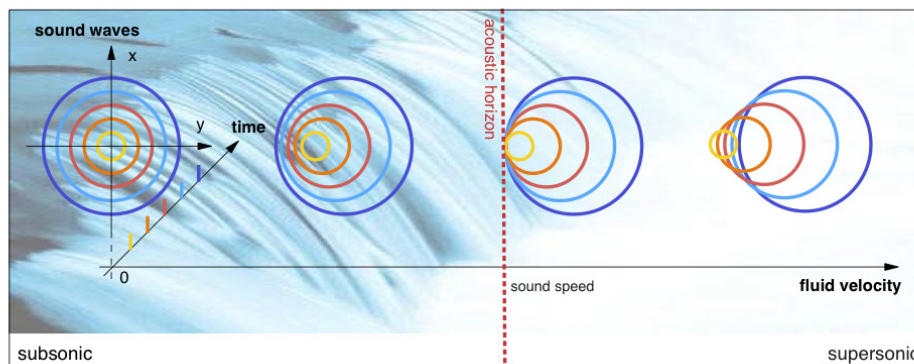 sound waves
x
y
time
0
acoustic horizon
sound speed
fluid velocity
subsonic
supersonic